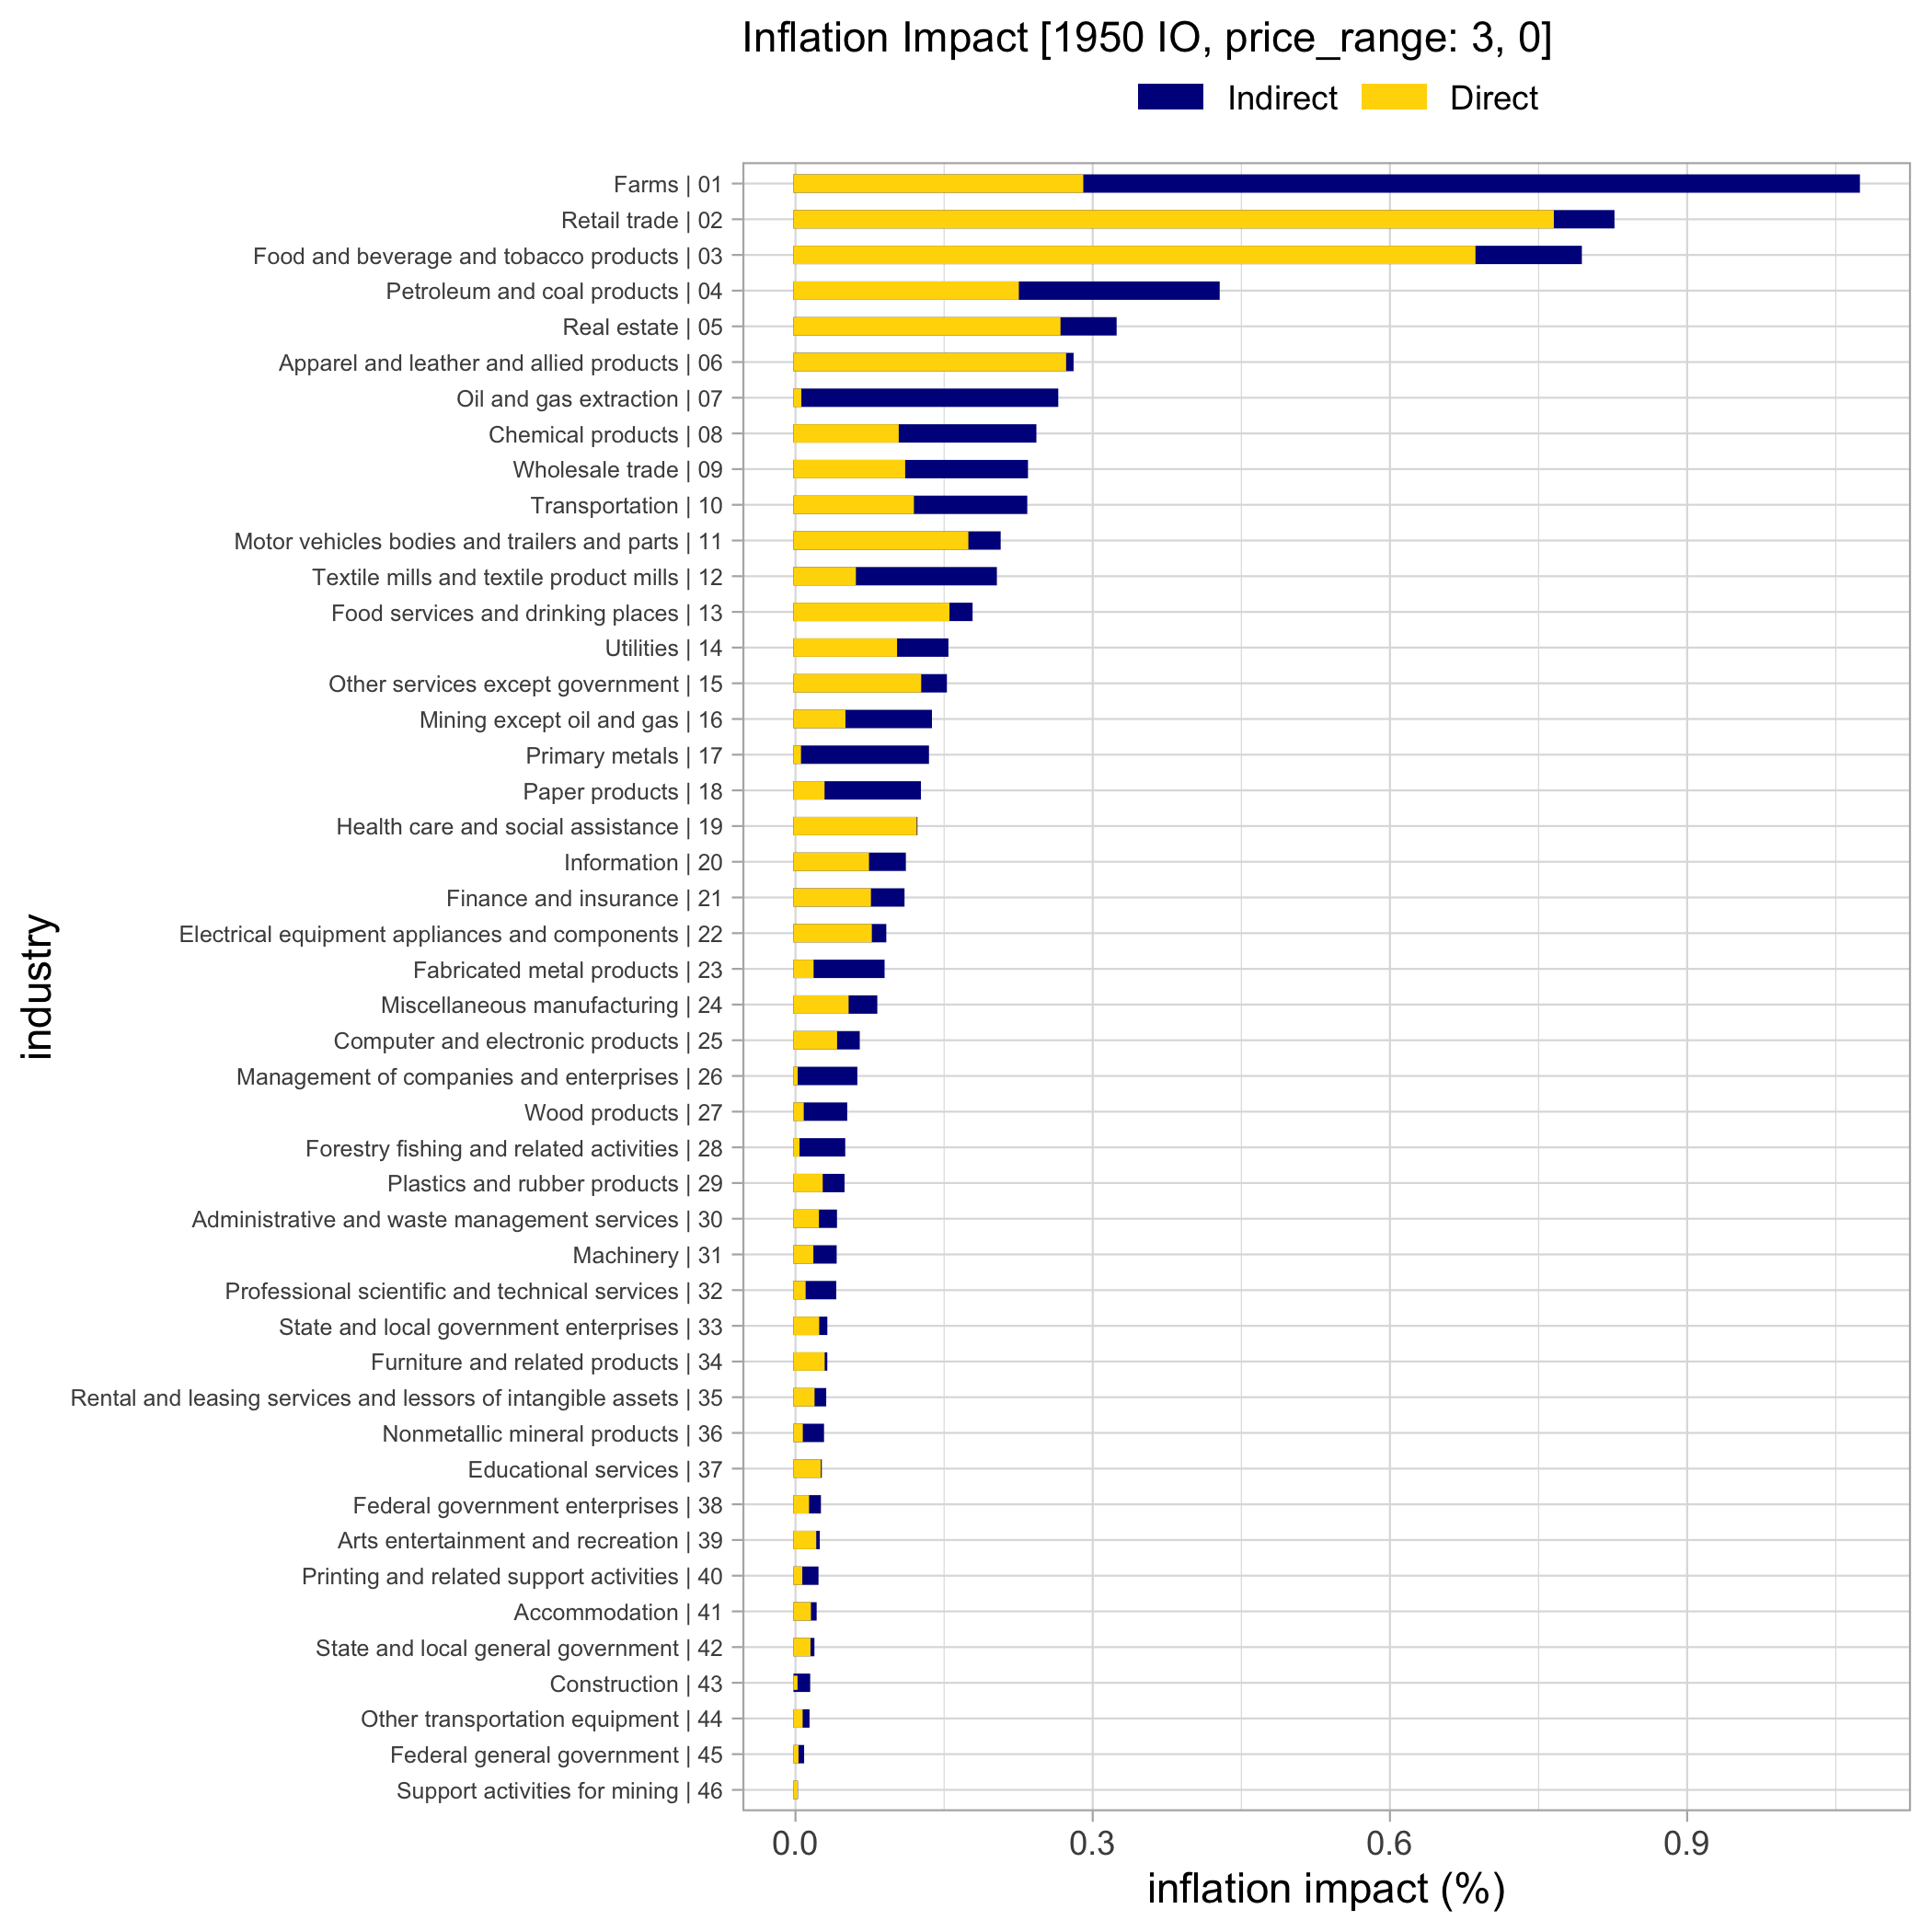 Inflation Impact [1950 IO, price_range: 3, 0]
Indirect Direct
Farms | 01
Retail trade | 02
Food and beverage and tobacco products | 03
Petroleum and coal products | 04
Real estate | 05
Apparel and leather and allied products | 06
Oil and gas extraction | 07
Chemical products | 08
Wholesale trade | 09
Transportation | 10
Motor vehicles bodies and trailers and parts | 11
Textile mills and textile product mills | 12
Food services and drinking places | 13
Utilities | 14
Other services except government | 15
Mining except oil and gas | 16
Primary metals | 17
Paper products | 18
Health care and social assistance | 19
Information | 20
Finance and insurance | 21
Electrical equipment appliances and components | 22
Fabricated metal products | 23
Miscellaneous manufacturing | 24
Computer and electronic products | 25
Management of companies and enterprises | 26
Wood products | 27
Forestry fishing and related activities | 28
Plastics and rubber products | 29
Administrative and waste management services | 30
Machinery | 31
Professional scientific and technical services | 32
State and local government enterprises | 33
Furniture and related products | 34
Rental and leasing services and lessors of intangible assets | 35
Nonmetallic mineral products | 36
Educational services | 37
Federal government enterprises | 38
Arts entertainment and recreation | 39
Printing and related support activities | 40
Accommodation | 41
State and local general government | 42
Construction | 43
Other transportation equipment | 44
Federal general government | 45
Support activities for mining | 46
industry
0.0 0.3 0.6 0.9
inflation impact (%)